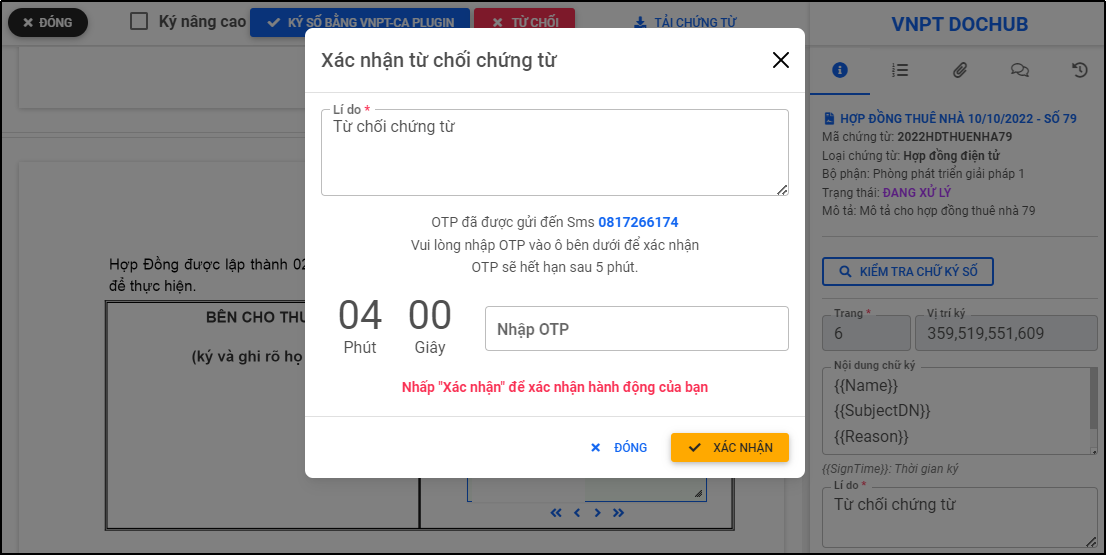 ĐÓNG
Ký nâng cao
KÝ SỐ BẰNG VNPT-CA PLUGIN
TỪ CHỐI
TẢI CHỨNG TỪ
VNPT DOCHUB
Xác nhận từ chối chứng từ
Lí do *
Từ chối chứng từ
OTP đã được gửi đến Sms 0817266174
Vui lòng nhập OTP vào ô bên dưới để xác nhận
OTP sẽ hết hạn sau 5 phút.
04 00
Phút Giây
Nhập OTP
Nhấp "Xác nhận" để xác nhận hành động của bạn
ĐÓNG
XÁC NHẬN
Hợp Đồng được lập thành 02
để thực hiện.
BÊN CHO THU
(ký và ghi rõ họ
HỢP ĐỒNG THUÊ NHÀ 10/10/2022 - SỐ 79
Mã chứng từ: 2022HDTHUENHA79
Loại chứng từ: Hợp đồng điện tử
Bộ phận: Phòng phát triển giải pháp 1
Trạng thái: ĐANG XỬ LÝ
Mô tả: Mô tả cho hợp đồng thuê nhà 79
KIỂM TRA CHỮ KÝ SỐ
Trang *
6
Vị trí ký
359,519,551,609
Nội dung chữ ký
{{Name}}
{{SubjectDN}}
{{Reason}}
{{SignTime}}: Thời gian ký
Lí do *
Từ chối chứng từ